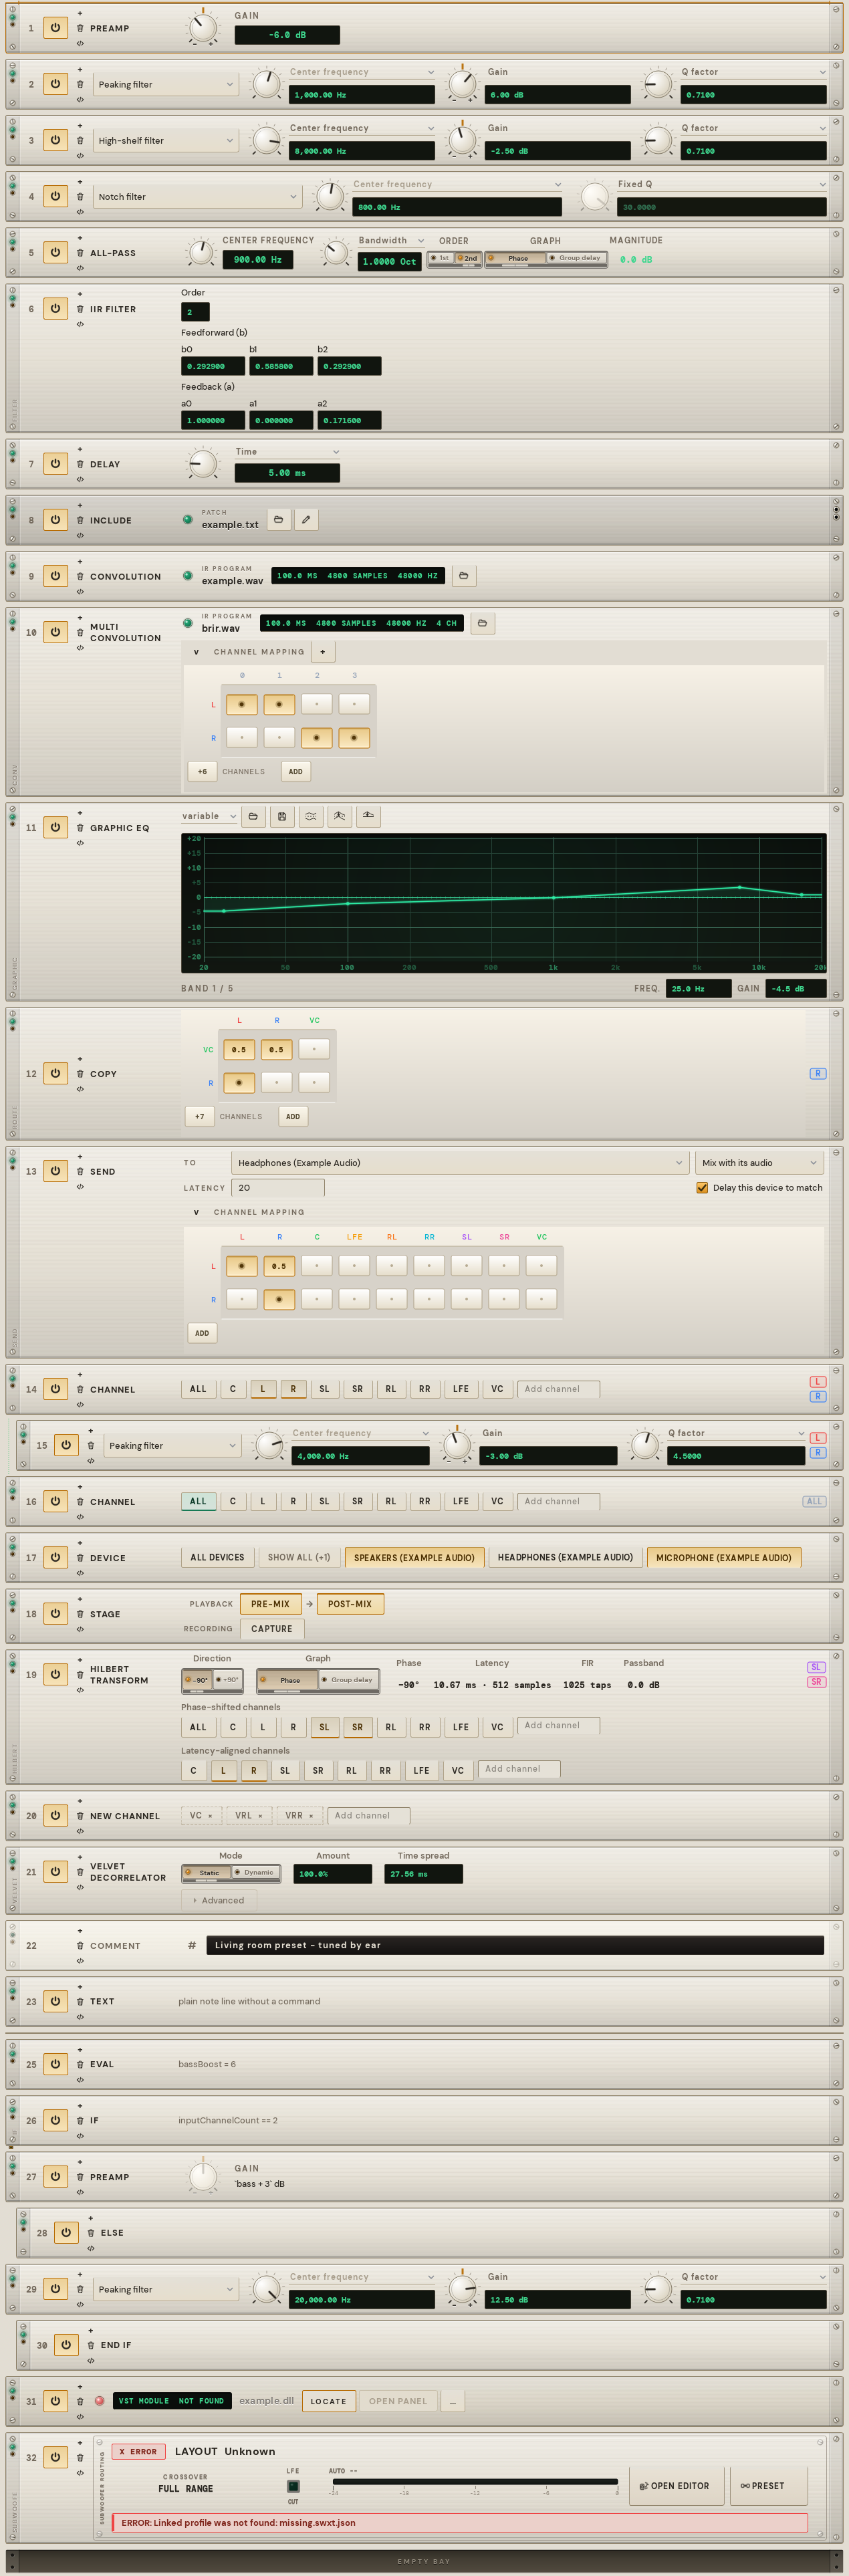 1 PREAMP GAIN
-6.0 dB
2 Peaking filter Center frequency Gain Q factor
1,000.00 Hz 6.00 dB 0.7100
3 High-shelf filter Center frequency Gain Q factor
8,000.00 Hz -2.50 dB 0.7100
4 Notch filter Center frequency Fixed Q
800.00 Hz 30.0000
5 ALL-PASS CENTER FREQUENCY Bandwidth ORDER GRAPH MAGNITUDE
900.00 Hz 1.0000 Oct 1st 2nd Phase Group delay 0.0 dB
6 IIR FILTER Order
2
Feedforward (b)
b0 b1 b2
0.292900 0.585800 0.292900
Feedback (a)
a0 a1 a2
1.000000 0.000000 0.171600
FILTER
7 DELAY Time
5.00 ms
8 INCLUDE PATCH
example.txt
9 CONVOLUTION IR PROGRAM
example.wav 100.0 MS 4800 SAMPLES 48000 HZ
10 MULTI CONVOLUTION IR PROGRAM
brir.wav 100.0 MS 4800 SAMPLES 48000 HZ 4 CH
v CHANNEL MAPPING +
0 1 2 3
L
R
+6 CHANNELS ADD
CONV
11 GRAPHIC EQ variable
+20
+15
+10
+5
0
-5
-10
-15
-20
20 50 100 200 500 1k 2k 5k 10k 20k
BAND 1 / 5 FREQ. 25.0 Hz GAIN -4.5 dB
GRAPHIC
L R VC
VC 0.5 0.5
12 COPY R R
+7 CHANNELS ADD
ROUTE
13 SEND TO Headphones (Example Audio) Mix with its audio
LATENCY 20 Delay this device to match
v CHANNEL MAPPING
L R C LFE RL RR SL SR VC
L 0.5
R
ADD
SEND
14 CHANNEL ALL C L R SL SR RL RR LFE VC Add channel L R
15 Peaking filter Center frequency Gain Q factor L
4,000.00 Hz -3.00 dB 4.5000 R
16 CHANNEL ALL C L R SL SR RL RR LFE VC Add channel ALL
17 DEVICE ALL DEVICES SHOW ALL (+1) SPEAKERS (EXAMPLE AUDIO) HEADPHONES (EXAMPLE AUDIO) MICROPHONE (EXAMPLE AUDIO)
18 STAGE PLAYBACK PRE-MIX → POST-MIX
RECORDING CAPTURE
19 HILBERT TRANSFORM Direction Graph Phase Latency FIR Passband SL
-90° +90° Phase Group delay -90° 10.67 ms · 512 samples 1025 taps 0.0 dB SR
Phase-shifted channels
ALL C L R SL SR RL RR LFE VC Add channel
Latency-aligned channels
C L R SL SR RL RR LFE VC Add channel
HILBERT
20 NEW CHANNEL VC × VRL × VRR × Add channel
21 VELVET DECORRELATOR Mode Amount Time spread
Static Dynamic 100.0% 27.56 ms
Advanced
VELVET
22 COMMENT # Living room preset - tuned by ear
23 TEXT plain note line without a command
25 EVAL bassBoost = 6
26 IF inputChannelCount == 2
27 PREAMP GAIN
`bass + 3` dB
28 ELSE
29 Peaking filter Center frequency Gain Q factor
20,000.00 Hz 12.50 dB 0.7100
30 END IF
31 VST MODULE NOT FOUND example.dll LOCATE OPEN PANEL ...
32 X ERROR LAYOUT Unknown
CROSSOVER LFE AUTO --
FULL RANGE CUT -24 -18 -12 -6 0 OPEN EDITOR PRESET
ERROR: Linked profile was not found: missing.swxt.json
SUBWOOFER ROUTING
SUBWOOFE
EMPTY BAY